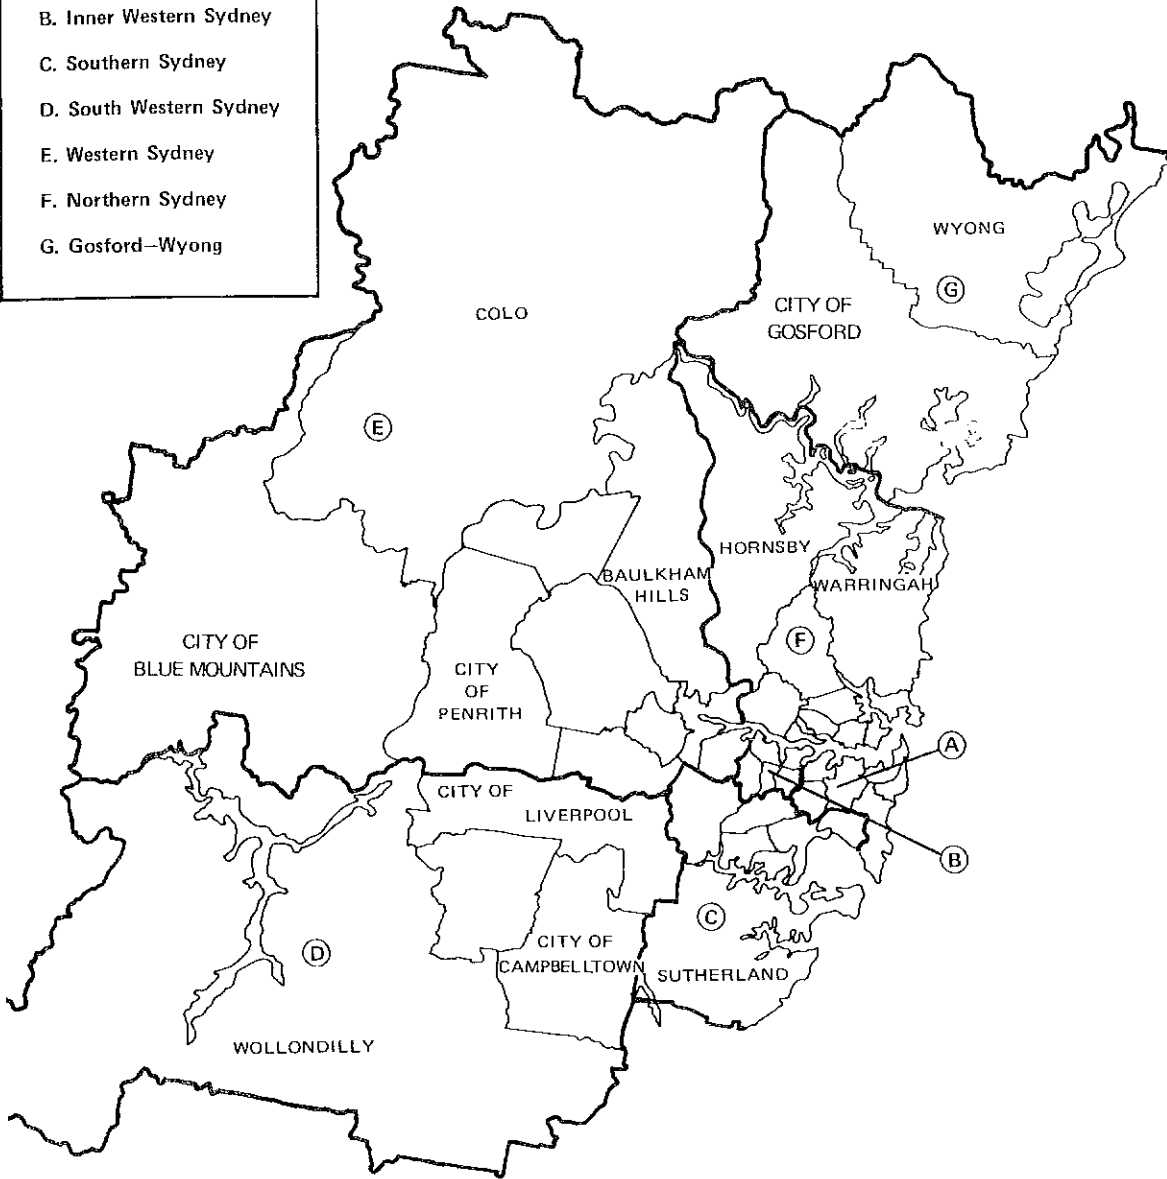 B. Inner Western Sydney
C. Southern Sydney
D. South Western Sydney
E. Western Sydney
F. Northern Sydney
G. Gosford–Wyong
WYONG
G
CITY OF
GOSFORD
COLO
E
HORNSBY
BAULKHAM
HILLS
WARRINGAH
F
CITY OF
BLUE MOUNTAINS
CITY
OF
PENRITH
A
CITY OF
LIVERPOOL
B
C
D
CITY OF
CAMPBELLTOWN
SUTHERLAND
WOLLONDILLY